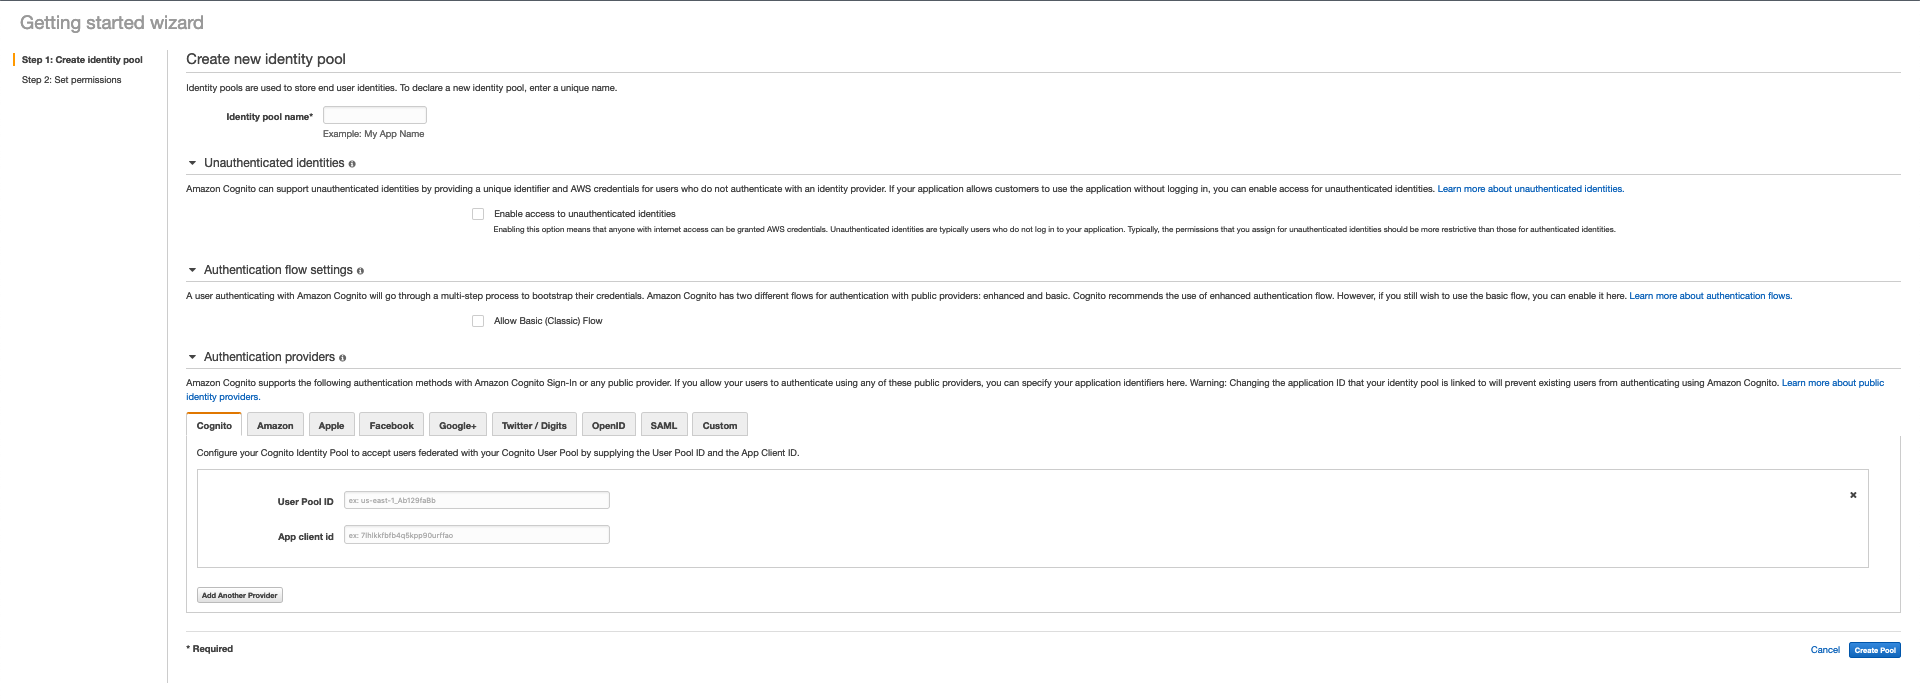 Getting started wizard
Step 1: Create identity pool
Step 2: Set permissions
Create new identity pool
Identity pools are used to store end user identities. To declare a new identity pool, enter a unique name.
Identity pool name*
Example: My App Name
Unauthenticated identities
Amazon Cognito can support unauthenticated identities by providing a unique identifier and AWS credentials for users who do not authenticate with an identity provider. If your application allows customers to use the application without logging in, you can enable access for unauthenticated identities. Learn more about unauthenticated identities.
Enable access to unauthenticated identities
Enabling this option means that anyone with internet access can be granted AWS credentials. Unauthenticated identities are typically users who do not log in to your application. Typically, the permissions that you assign for unauthenticated identities should be more restrictive than those for authenticated identities.
Authentication flow settings
A user authenticating with Amazon Cognito will go through a multi-step process to bootstrap their credentials. Amazon Cognito has two different flows for authentication with public providers: enhanced and basic. Cognito recommends the use of enhanced authentication flow. However, if you still wish to use the basic flow, you can enable it here. Learn more about authentication flows.
Allow Basic (Classic) Flow
Authentication providers
Amazon Cognito supports the following authentication methods with Amazon Cognito Sign-In or any public provider. If you allow your users to authenticate using any of these public providers, you can specify your application identifiers here. Warning: Changing the application ID that your identity pool is linked to will prevent existing users from authenticating using Amazon Cognito. Learn more about public
identity providers.
Cognito Amazon Apple Facebook Google+ Twitter / Digits OpenID SAML Custom
Configure your Cognito Identity Pool to accept users federated with your Cognito User Pool by supplying the User Pool ID and the App Client ID.
User Pool ID ex: us-east-1_Ab129faBb
App client id ex: 7lhlkkfbfb4q5kpp90urffao
Add Another Provider
* Required
Cancel Create Pool